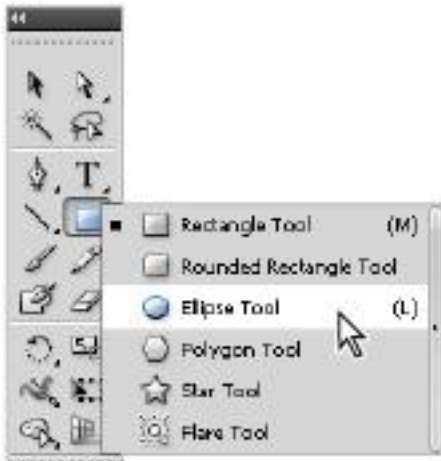 Rectangle Tool (M)
Rounded Rectangle Tool
Ellipse Tool (L)
Polygon Tool
Star Tool
Flare Tool